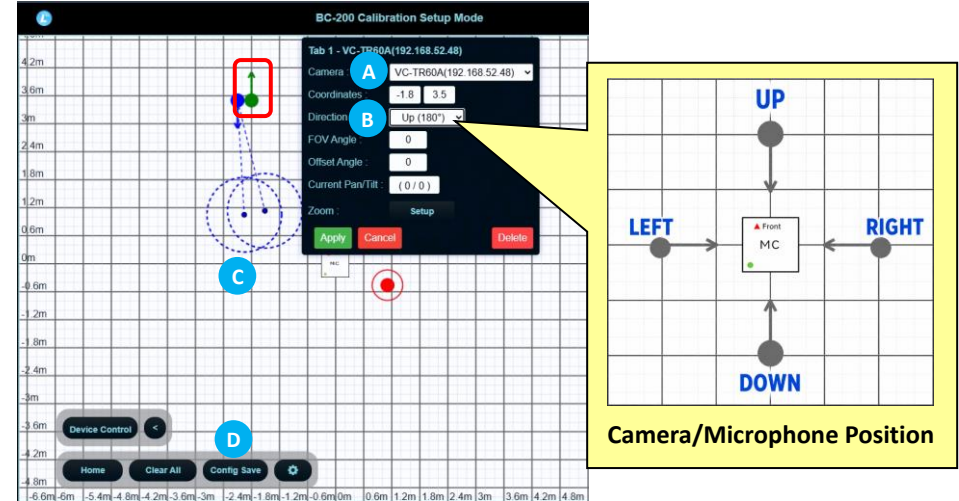 BC-200 Calibration Setup Mode
Tab 1 - VC-TR60A(192.168.52.48)
Camera : A VC-TR60A(192.168.52.48)
Coordinates : -1.8 3.5
Direction B Up (180°)
FOV Angle : 0
Offset Angle : 0
Current Pan/Tilt : ( 0 / 0 )
Zoom : Setup
Apply Cancel Delete
4.2m
3.6m
3m
2.4m
1.8m
1.2m
0.6m
0m
-0.6m
-1.2m
-1.8m
-2.4m
-3m
-3.6m
-4.2m
-4.8m
MC
C
D
Device Control <
Home Clear All Config Save
-6.6m -6m -5.4m -4.8m -4.2m -3.6m -3m -2.4m -1.8m -1.2m -0.6m 0m 0.6m 1.2m 1.8m 2.4m 3m 3.6m 4.2m 4.8m
UP
LEFT
Front
MC
RIGHT
DOWN
Camera/Microphone Position